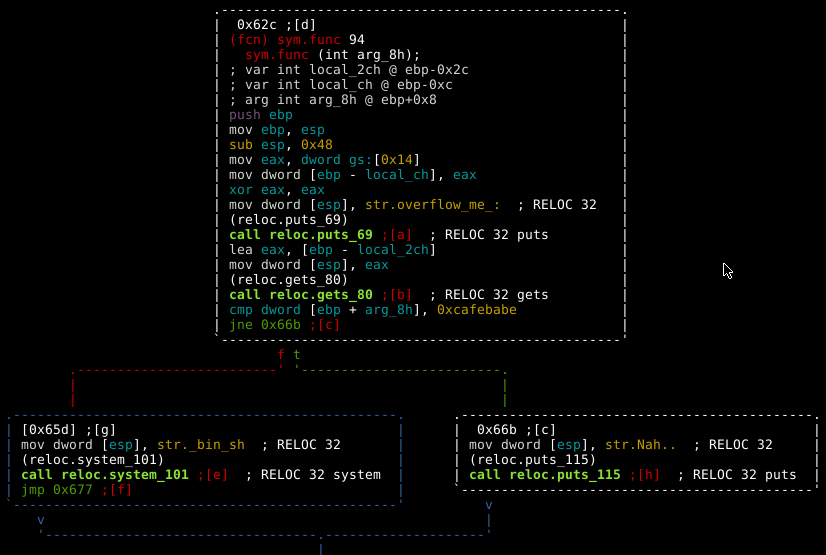 0x62c ;[d]
(fcn) sym.func 94
sym.func (int arg_8h);
; var int local_2ch @ ebp-0x2c
; var int local_ch @ ebp-0xc
; arg int arg_8h @ ebp+0x8
push ebp
mov ebp, esp
sub esp, 0x48
mov eax, dword gs:[0x14]
mov dword [ebp - local_ch], eax
xor eax, eax
mov dword [esp], str.overflow_me_: ; RELOC 32
(reloc.puts_69)
call reloc.puts_69 ;[a] ; RELOC 32 puts
lea eax, [ebp - local_2ch]
mov dword [esp], eax
(reloc.gets_80)
call reloc.gets_80 ;[b] ; RELOC 32 gets
cmp dword [ebp + arg_8h], 0xcafebabe
jne 0x66b ;[c]
f t
[0x65d] ;[g]
mov dword [esp], str._bin_sh ; RELOC 32
(reloc.system_101)
call reloc.system_101 ;[e] ; RELOC 32 system
jmp 0x677 ;[f]
v
0x66b ;[c]
mov dword [esp], str.Nah.. ; RELOC 32
(reloc.puts_115)
call reloc.puts_115 ;[h] ; RELOC 32 puts
v